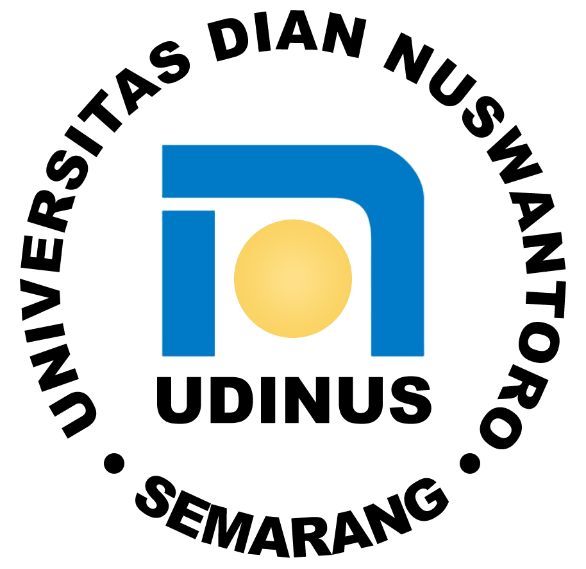 UNIVERSITAS DIAN NUSWANTORO
UDINUS
• SEMARANG •